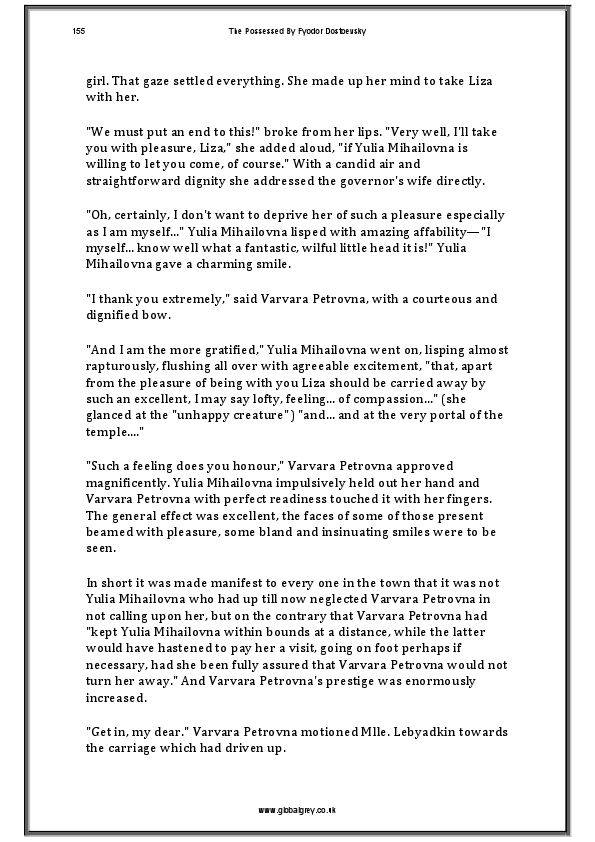 155
The Possessed By Fyodor Dostoevsky
girl. That gaze settled everything. She made up her mind to take Liza
with her.
"We must put an end to this!" broke from her lips. "Very well, I'll take
you with pleasure, Liza," she added aloud, "if Yulia Mihailovna is
willing to let you come, of course." With a candid air and
straightforward dignity she addressed the governor's wife directly.
"Oh, certainly, I don't want to deprive her of such a pleasure especially
as I am myself..." Yulia Mihailovna lisped with amazing affability—"I
myself... know well what a fantastic, wilful little head it is!" Yulia
Mihailovna gave a charming smile.
"I thank you extremely," said Varvara Petrovna, with a courteous and
dignified bow.
"And I am the more gratified," Yulia Mihailovna went on, lisping almost
rapturously, flushing all over with agreeable excitement, "that, apart
from the pleasure of being with you Liza should be carried away by
such an excellent, I may say lofty, feeling... of compassion..." (she
glanced at the "unhappy creature") "and... and at the very portal of the
temple...."
"Such a feeling does you honour," Varvara Petrovna approved
magnificently. Yulia Mihailovna impulsively held out her hand and
Varvara Petrovna with perfect readiness touched it with her fingers.
The general effect was excellent, the faces of some of those present
beamed with pleasure, some bland and insinuating smiles were to be
seen.
In short it was made manifest to every one in the town that it was not
Yulia Mihailovna who had up till now neglected Varvara Petrovna in
not calling upon her, but on the contrary that Varvara Petrovna had
"kept Yulia Mihailovna within bounds at a distance, while the latter
would have hastened to pay her a visit, going on foot perhaps if
necessary, had she been fully assured that Varvara Petrovna would not
turn her away." And Varvara Petrovna's prestige was enormously
increased.
"Get in, my dear." Varvara Petrovna motioned Mlle. Lebyadkin towards
the carriage which had driven up.
www.globalgrey.co.uk